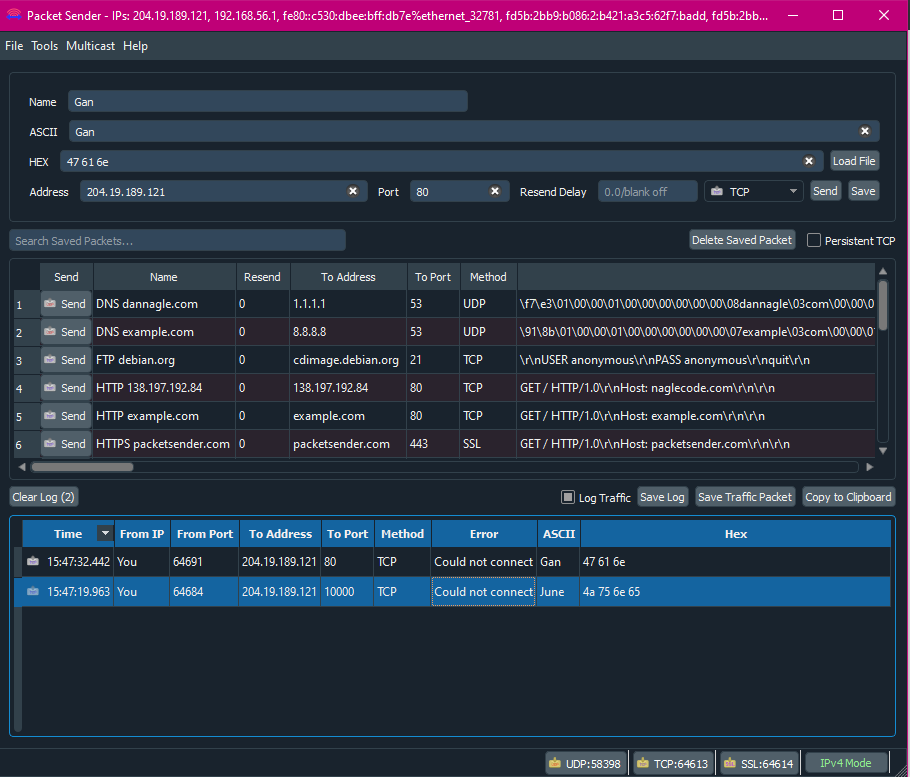 Packet Sender - IPs: 204.19.189.121, 192.168.56.1, fe80::c530:dbee:bff:db7e%ethernet_32781, fd5b:2bb9:b086:2:b421:a3c5:62f7:badd, fd5b:2bb...
File Tools Multicast Help
Name Gan
ASCII Gan
HEX 47 61 6e Load File
Address 204.19.189.121 Port 80 Resend Delay 0.0/blank off TCP Send Save
Search Saved Packets... Delete Saved Packet Persistent TCP
Send Name Resend To Address To Port Method
1 Send DNS dannagle.com 0 1.1.1.1 53 UDP \f7\e3\01\00\00\01\00\00\00\00\00\00\08dannagle\03com\00\00\0
2 Send DNS example.com 0 8.8.8.8 53 UDP \91\8b\01\00\00\01\00\00\00\00\00\00\07example\03com\00\00\01
3 Send FTP debian.org 0 cdimage.debian.org 21 TCP \r\nUSER anonymous\r\nPASS anonymous\r\nquit\r\n
4 Send HTTP 138.197.192.84 0 138.197.192.84 80 TCP GET / HTTP/1.0\r\nHost: naglecode.com\r\n\r\n
5 Send HTTP example.com 0 example.com 80 TCP GET / HTTP/1.0\r\nHost: example.com\r\n\r\n
6 Send HTTPS packetsender.com 0 packetsender.com 443 SSL GET / HTTP/1.0\r\nHost: packetsender.com\r\n\r\n
Clear Log (2) Log Traffic Save Log Save Traffic Packet Copy to Clipboard
Time From IP From Port To Address To Port Method Error ASCII Hex
15:47:32.442 You 64691 204.19.189.121 80 TCP Could not connect Gan 47 61 6e
15:47:19.963 You 64684 204.19.189.121 10000 TCP Could not connect June 4a 75 6e 65
UDP:58398 TCP:64613 SSL:64614 IPv4 Mode